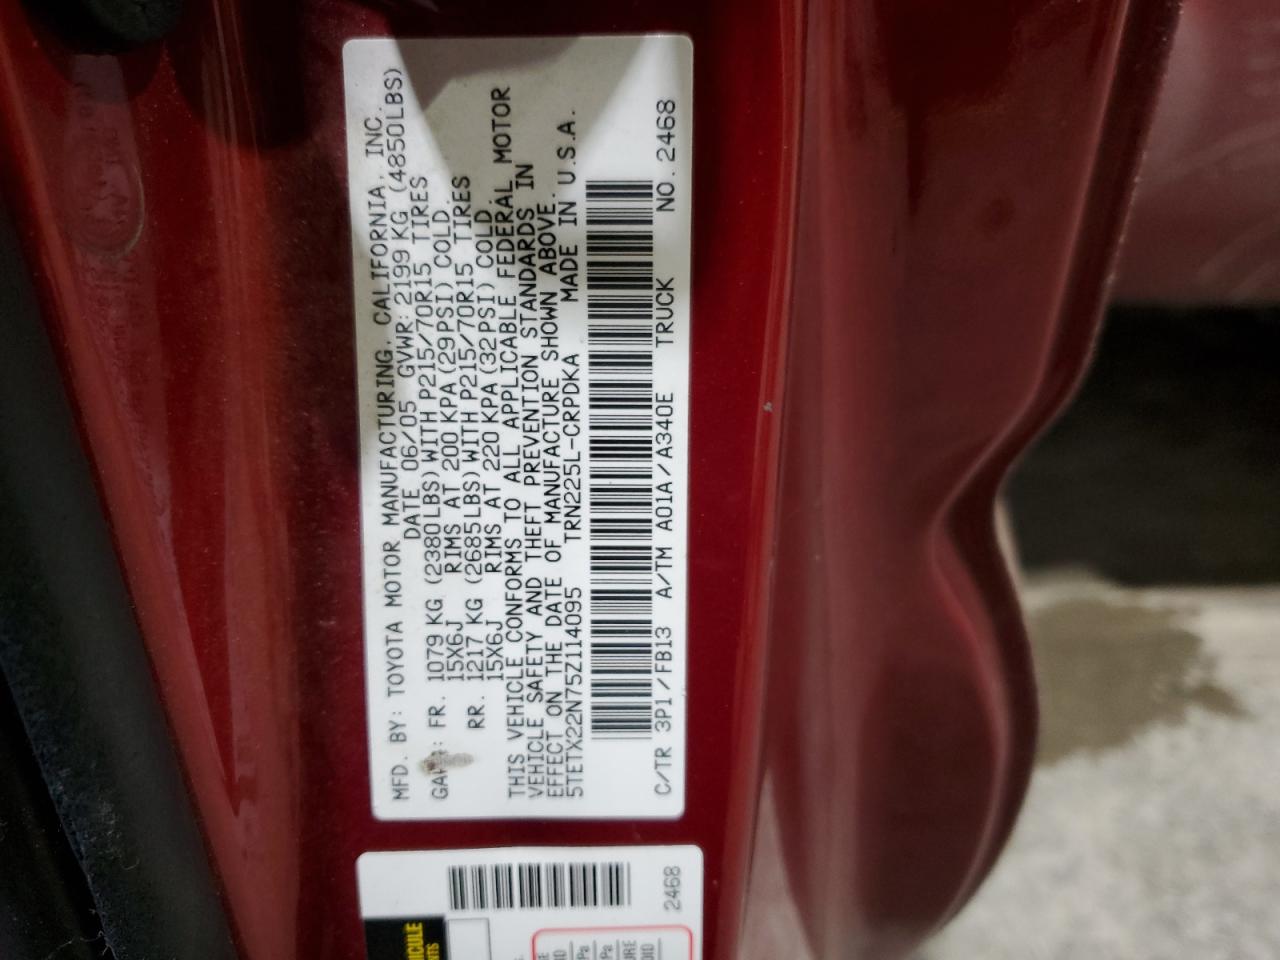 MFD. BY: TOYOTA MOTOR MANUFACTURING, CALIFORNIA, INC.
DATE 06/05 GVWR: 2199 KG (4850LBS)
FR. 1079 KG (2380LBS) WITH P215/70R15 TIRES
15X6J RIMS AT 200 KPA (29PSI) COLD.
RR. 1217 KG (2685LBS) WITH P215/70R15 TIRES
15X6J RIMS AT 220 KPA (32PSI) COLD
THIS VEHICLE CONFORMS TO ALL APPLICABLE FEDERAL MOTOR
VEHICLE SAFETY AND THEFT PREVENTION STANDARDS IN
EFFECT ON THE DATE OF MANUFACTURE SHOWN ABOVE.
5TETX22N75Z114095 TRN225L-CRPDKA MADE IN U.S.A.
C/TR 3P1/FB13 A/TM A01A/A340E TRUCK NO. 2468
2468